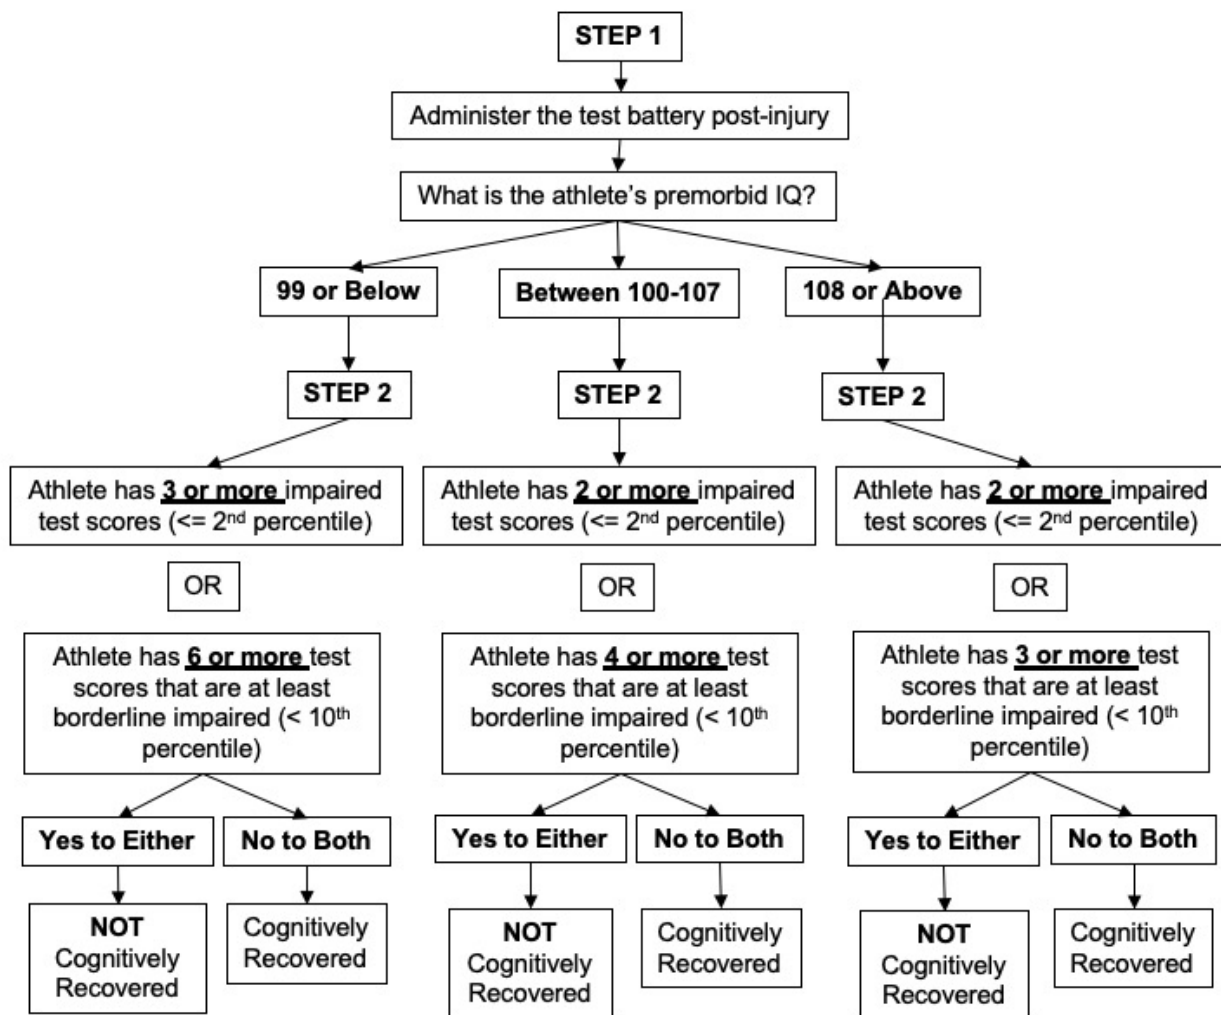 STEP 1
Administer the test battery post-injury
What is the athlete's premorbid IQ?
99 or Below
Between 100-107
108 or Above
STEP 2
STEP 2
STEP 2
Athlete has 3 or more impaired
test scores (<= 2nd percentile)
Athlete has 2 or more impaired
test scores (<= 2nd percentile)
Athlete has 2 or more impaired
test scores (<= 2nd percentile)
OR
OR
OR
Athlete has 6 or more test
scores that are at least
borderline impaired (< 10th
percentile)
Athlete has 4 or more test
scores that are at least
borderline impaired (< 10th
percentile)
Athlete has 3 or more test
scores that are at least
borderline impaired (< 10th
percentile)
Yes to Either
No to Both
Yes to Either
No to Both
Yes to Either
No to Both
NOT
Cognitively
Recovered
Cognitively
Recovered
NOT
Cognitively
Recovered
Cognitively
Recovered
NOT
Cognitively
Recovered
Cognitively
Recovered